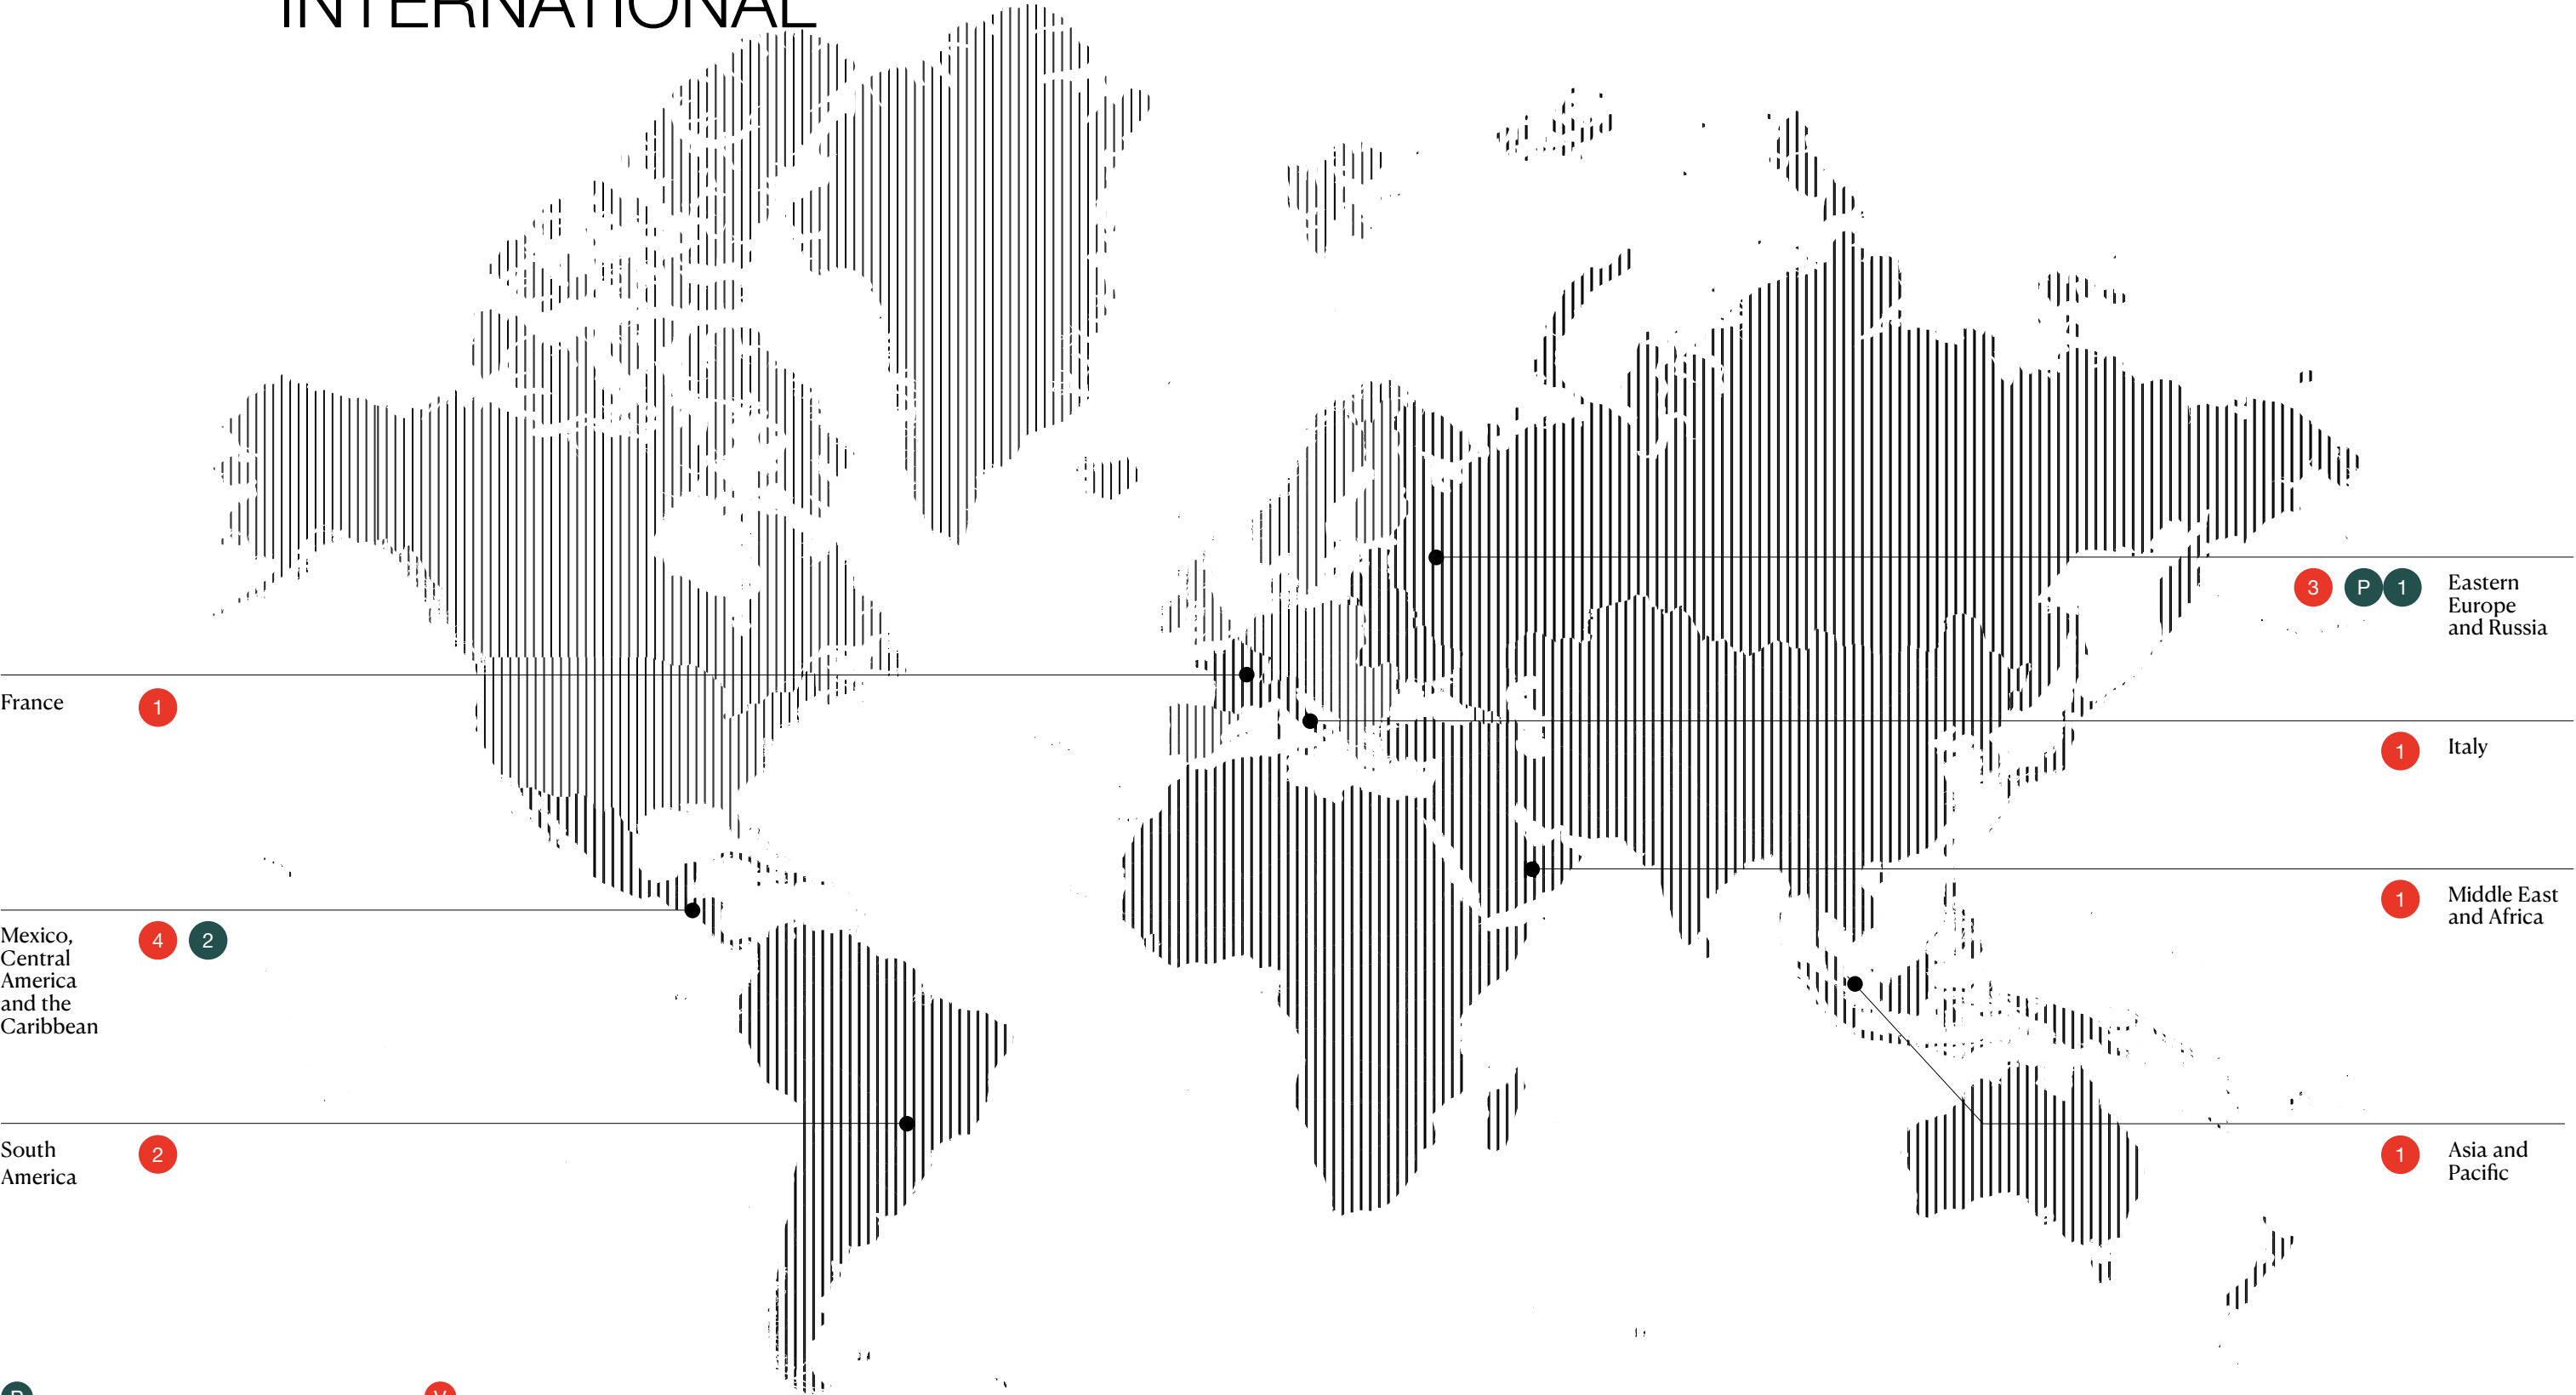 INTERNATIONAL
3 P 1 Eastern
Europe
and Russia
France 1
1 Italy
1 Middle East
and Africa
Mexico, 4 2
Central
America
and the
Caribbean
South 2
America
1 Asia and
Pacific
P V